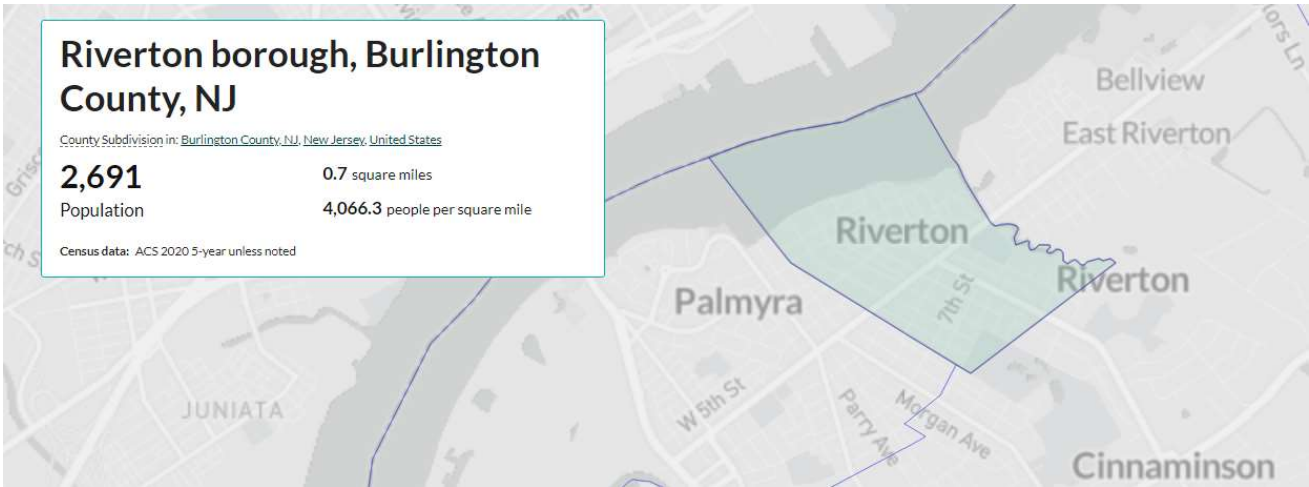 Riverton borough, Burlington
County, NJ
County Subdivision in: Burlington County, NJ, New Jersey, United States
2,691
Population
0.7 square miles
4,066.3 people per square mile
Census data: ACS 2020 5-year unless noted
Bellview
East Riverton
Riverton
Riverton
7th St
Palmyra
W 5th St
Parry Ave
Morgan Ave
JUNIATA
Cinnaminson